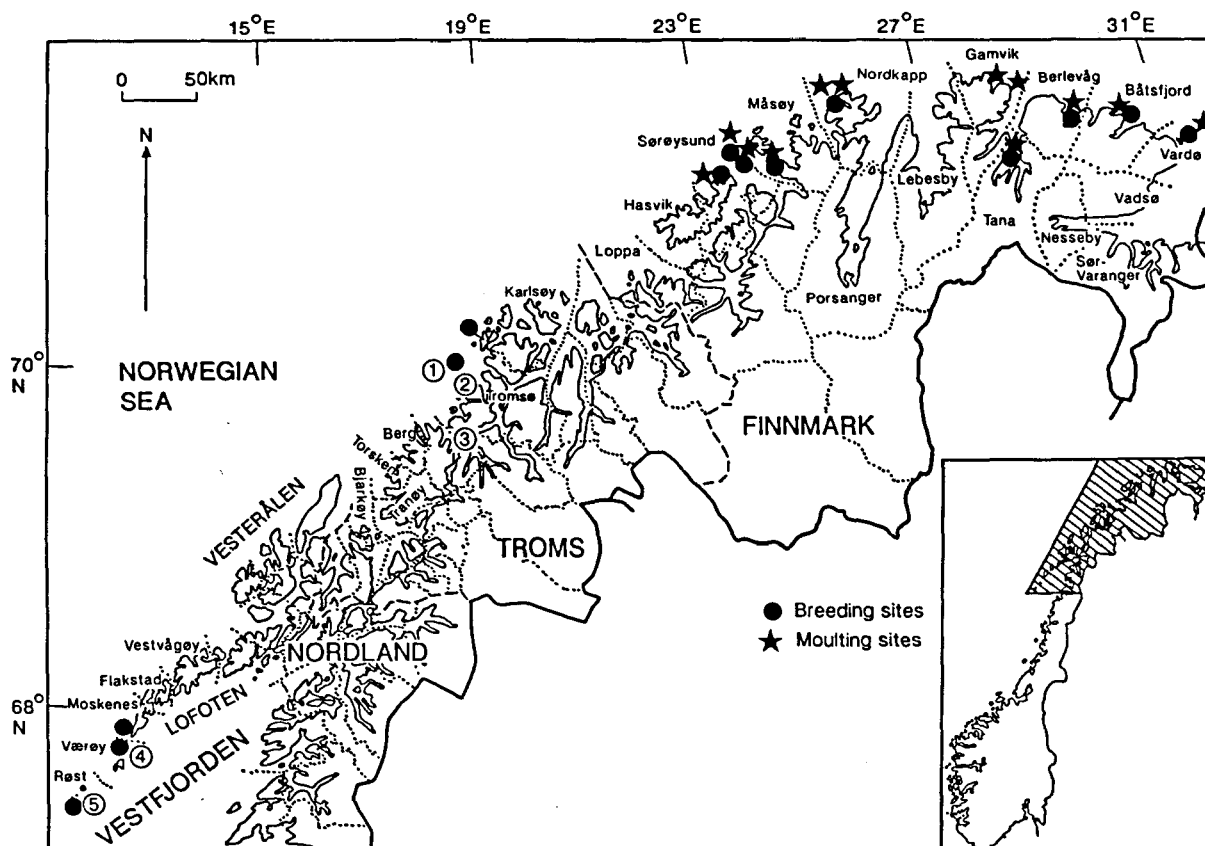 15°E 19°E 23°E 27°E 31°E
0 50km
N
Gamvik
Nordkapp
Berlevåg
Båtsfjord
Måsøy
Sørøysund
Vardø
Lebesby
Hasvik
Vadsø
Tana
Nesseby
Loppa
Sør-
Varanger
Karlsøy
Porsanger
70°
N
NORWEGIAN
SEA
1
2
Tromsø
FINNMARK
3
Berg
Torsken
Bjarkøy
Tranøy
VESTERÅLEN
TROMS
Breeding sites
Moulting sites
Vestvågøy
NORDLAND
Flakstad
Moskenes
LOFOTEN
68°
N
Værøy
4
VESTFJORDEN
Røst
5